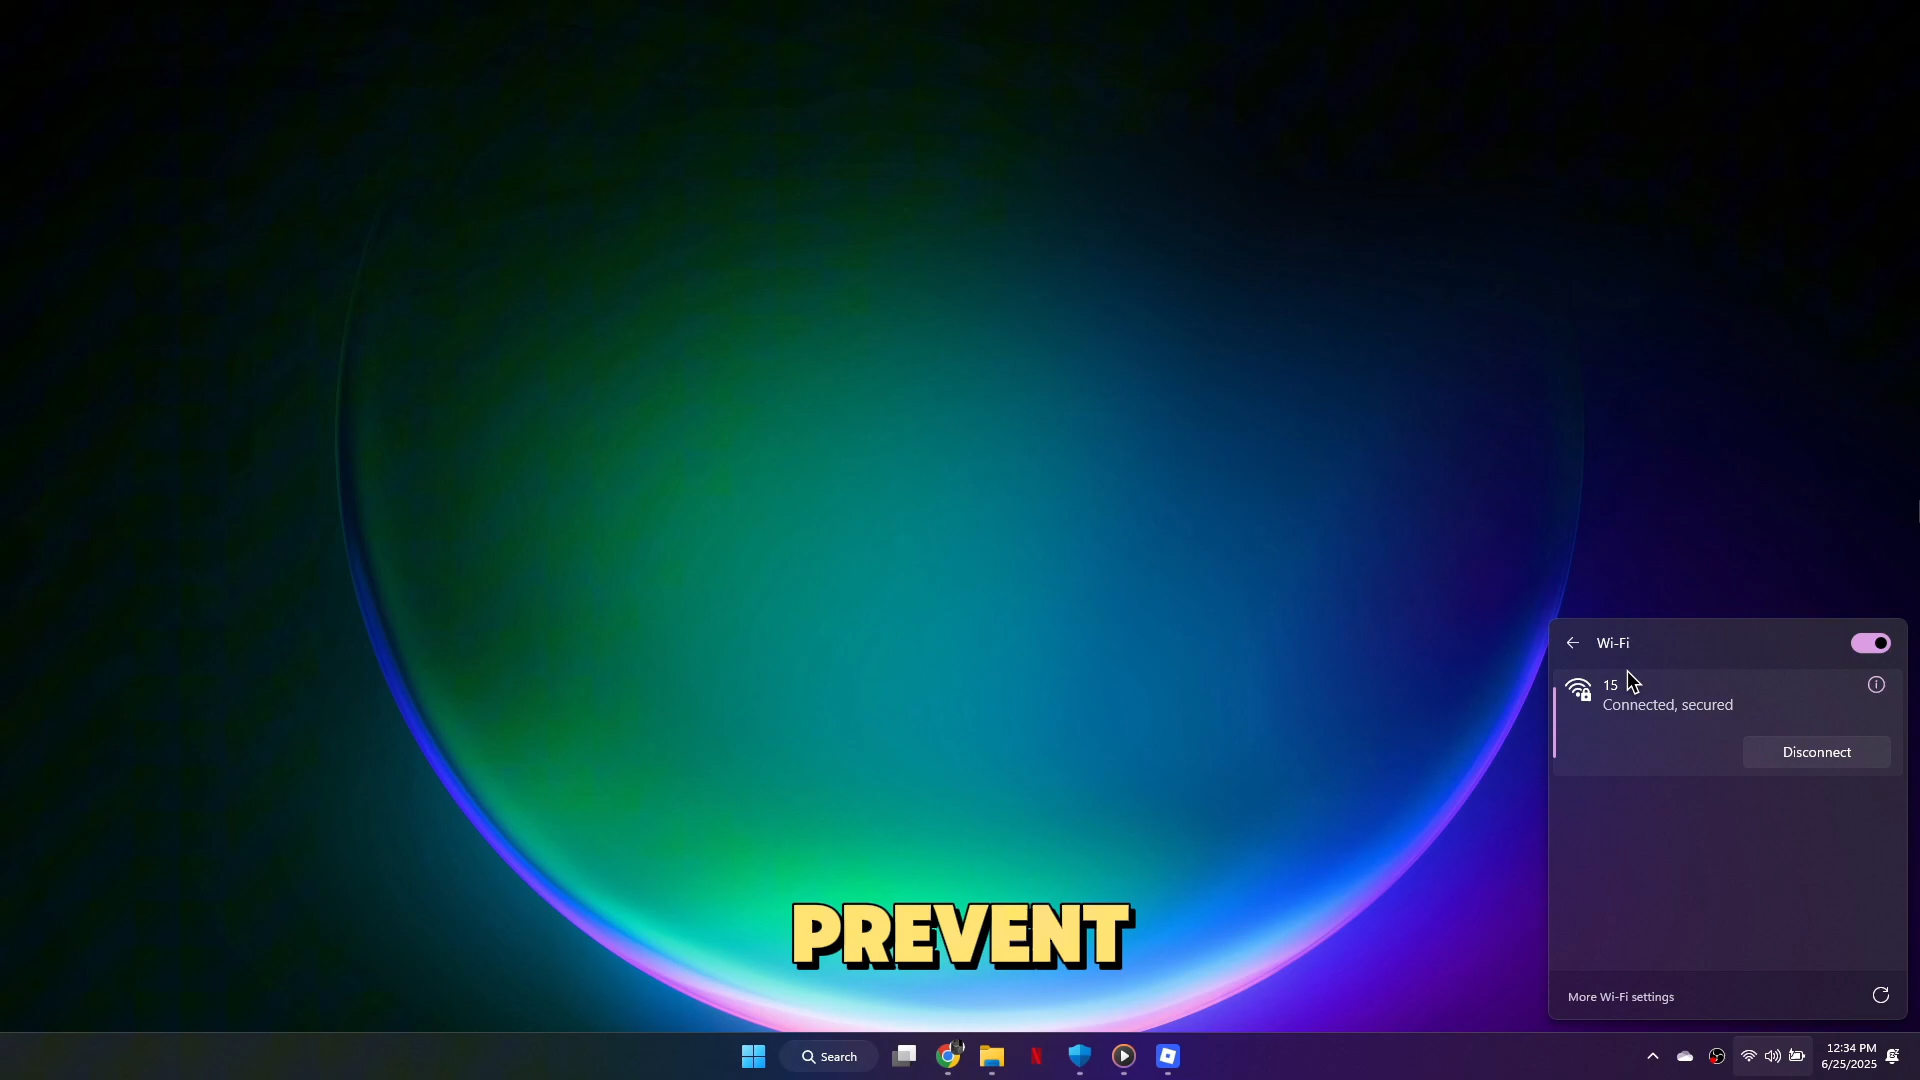 Wi-Fi
15
Connected, secured
Disconnect
PREVENT
More Wi-Fi settings
Search
12:34 PM
6/25/2025